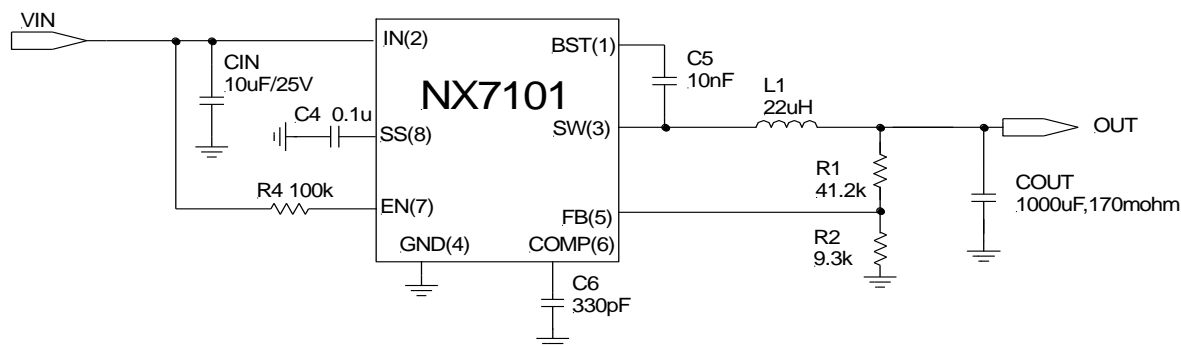 VIN
IN(2)
BST(1)
CIN
10uF/25V
C5
10nF
NX7101
L1
22uH
C4 0.1u
SS(8)
SW(3)
OUT
R1
41.2k
R4 100k
EN(7)
FB(5)
COUT
1000uF,170mohm
GND(4)
COMP(6)
R2
9.3k
C6
330pF